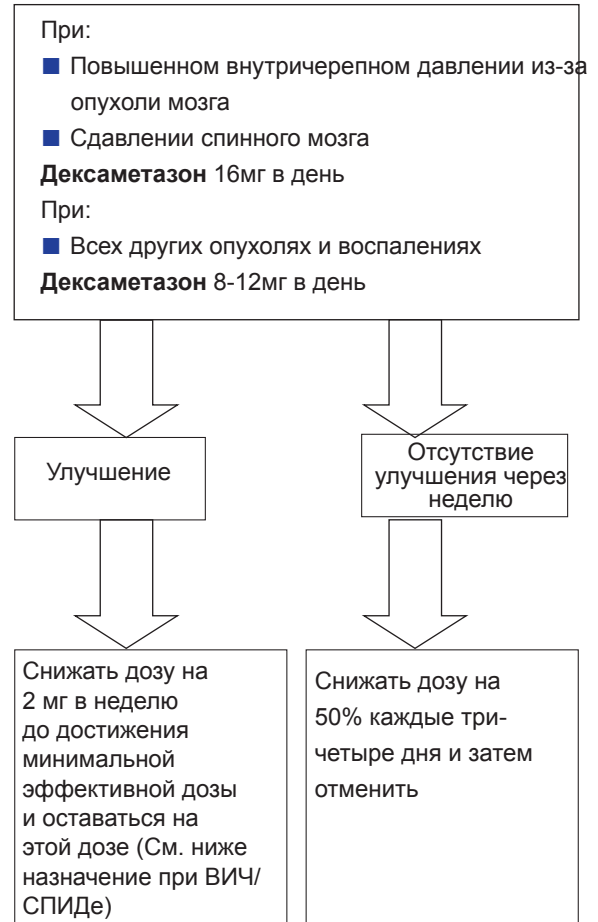 При:
■ Повышенном внутричерепном давлении из-за
опухоли мозга
■ Сдавлении спинного мозга
Дексаметазон 16мг в день
При:
■ Всех других опухолях и воспалениях
Дексаметазон 8-12мг в день
Улучшение
Отсутствие
улучшения через
неделю
Снижать дозу на
2 мг в неделю
до достижения
минимальной
эффективной дозы
и оставаться на
этой дозе (См. ниже
назначение при ВИЧ/
СПИДе)
Снижать дозу на
50% каждые три-
четыре дня и затем
отменить